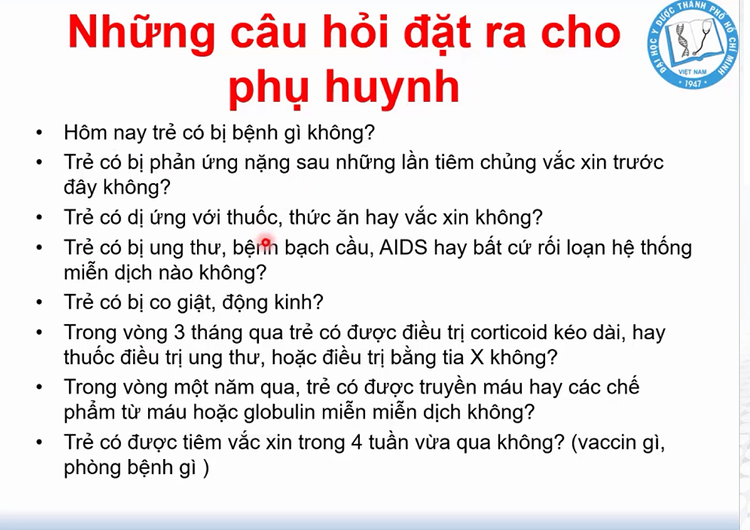 Những câu hỏi đặt ra cho
phụ huynh
ĐẠI HỌC Y DƯỢC THÀNH PHỐ HỒ CHÍ MINH
VIỆT NAM
1947
• Hôm nay trẻ có bị bệnh gì không?
• Trẻ có bị phản ứng nặng sau những lần tiêm chủng vắc xin trước
đây không?
• Trẻ có dị ứng với thuốc, thức ăn hay vắc xin không?
• Trẻ có bị ung thư, bệnh bạch cầu, AIDS hay bất cứ rối loạn hệ thống
miễn dịch nào không?
• Trẻ có bị co giật, động kinh?
• Trong vòng 3 tháng qua trẻ có được điều trị corticoid kéo dài, hay
thuốc điều trị ung thư, hoặc điều trị bằng tia X không?
• Trong vòng một năm qua, trẻ có được truyền máu hay các chế
phẩm từ máu hoặc globulin miễn miễn dịch không?
• Trẻ có được tiêm vắc xin trong 4 tuần vừa qua không? (vaccin gì,
phòng bệnh gì )